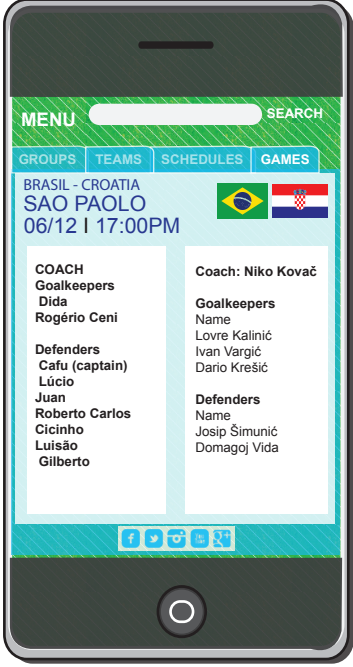 MENU
SEARCH
GROUPS TEAMS SCHEDULES GAMES
BRASIL - CROATIA
SAO PAOLO
06/12 I 17:00PM
COACH
Goalkeepers
Dida
Rogério Ceni
Defenders
Cafu (captain)
Lúcio
Juan
Roberto Carlos
Cicinho
Luisão
Gilberto
Coach: Niko Kovač
Goalkeepers
Name
Lovre Kalinić
Ivan Vargić
Dario Krešić
Defenders
Name
Josip Šimunić
Domagoj Vida